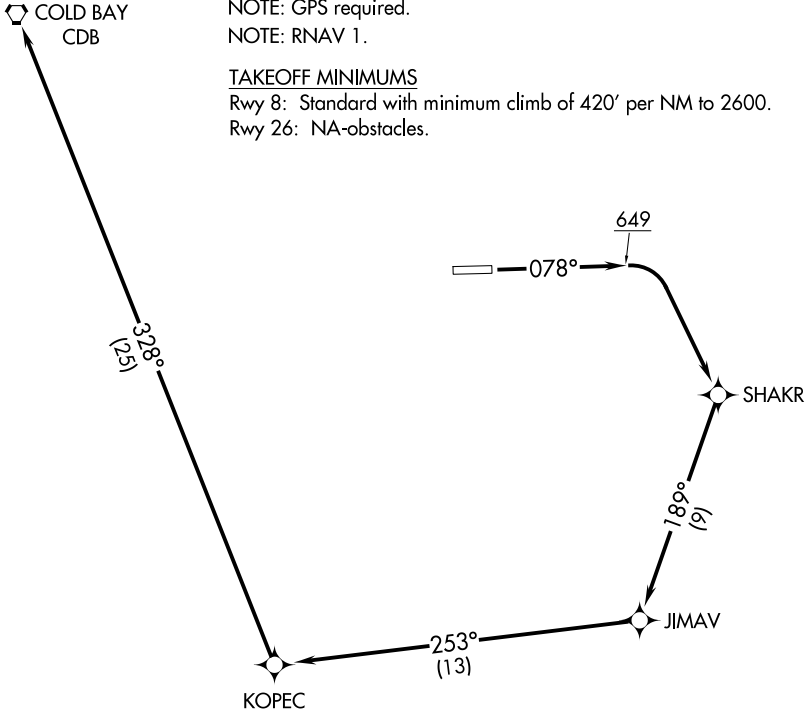 COLD BAY
CDB
NOTE: GPS required.
NOTE: RNAV 1.
TAKEOFF MINIMUMS
Rwy 8: Standard with minimum climb of 420' per NM to 2600.
Rwy 26: NA-obstacles.
649
078°
328°
(25)
SHAKR
189°
(9)
JIMAV
253°
(13)
KOPEC